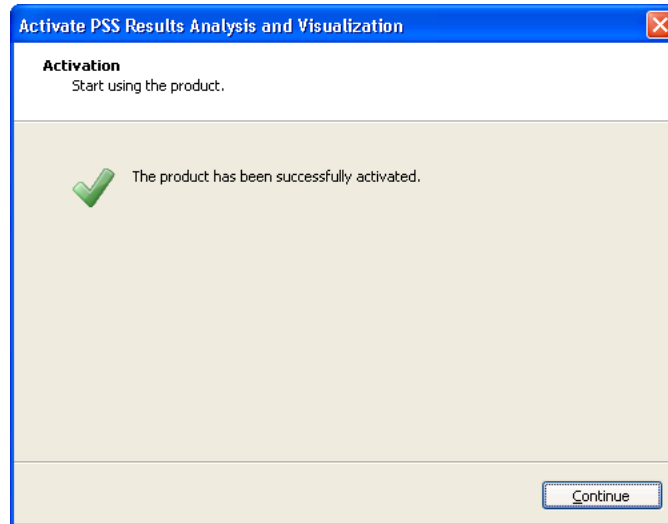 Activate PSS Results Analysis and Visualization
Activation
Start using the product.
The product has been successfully activated.
Continue